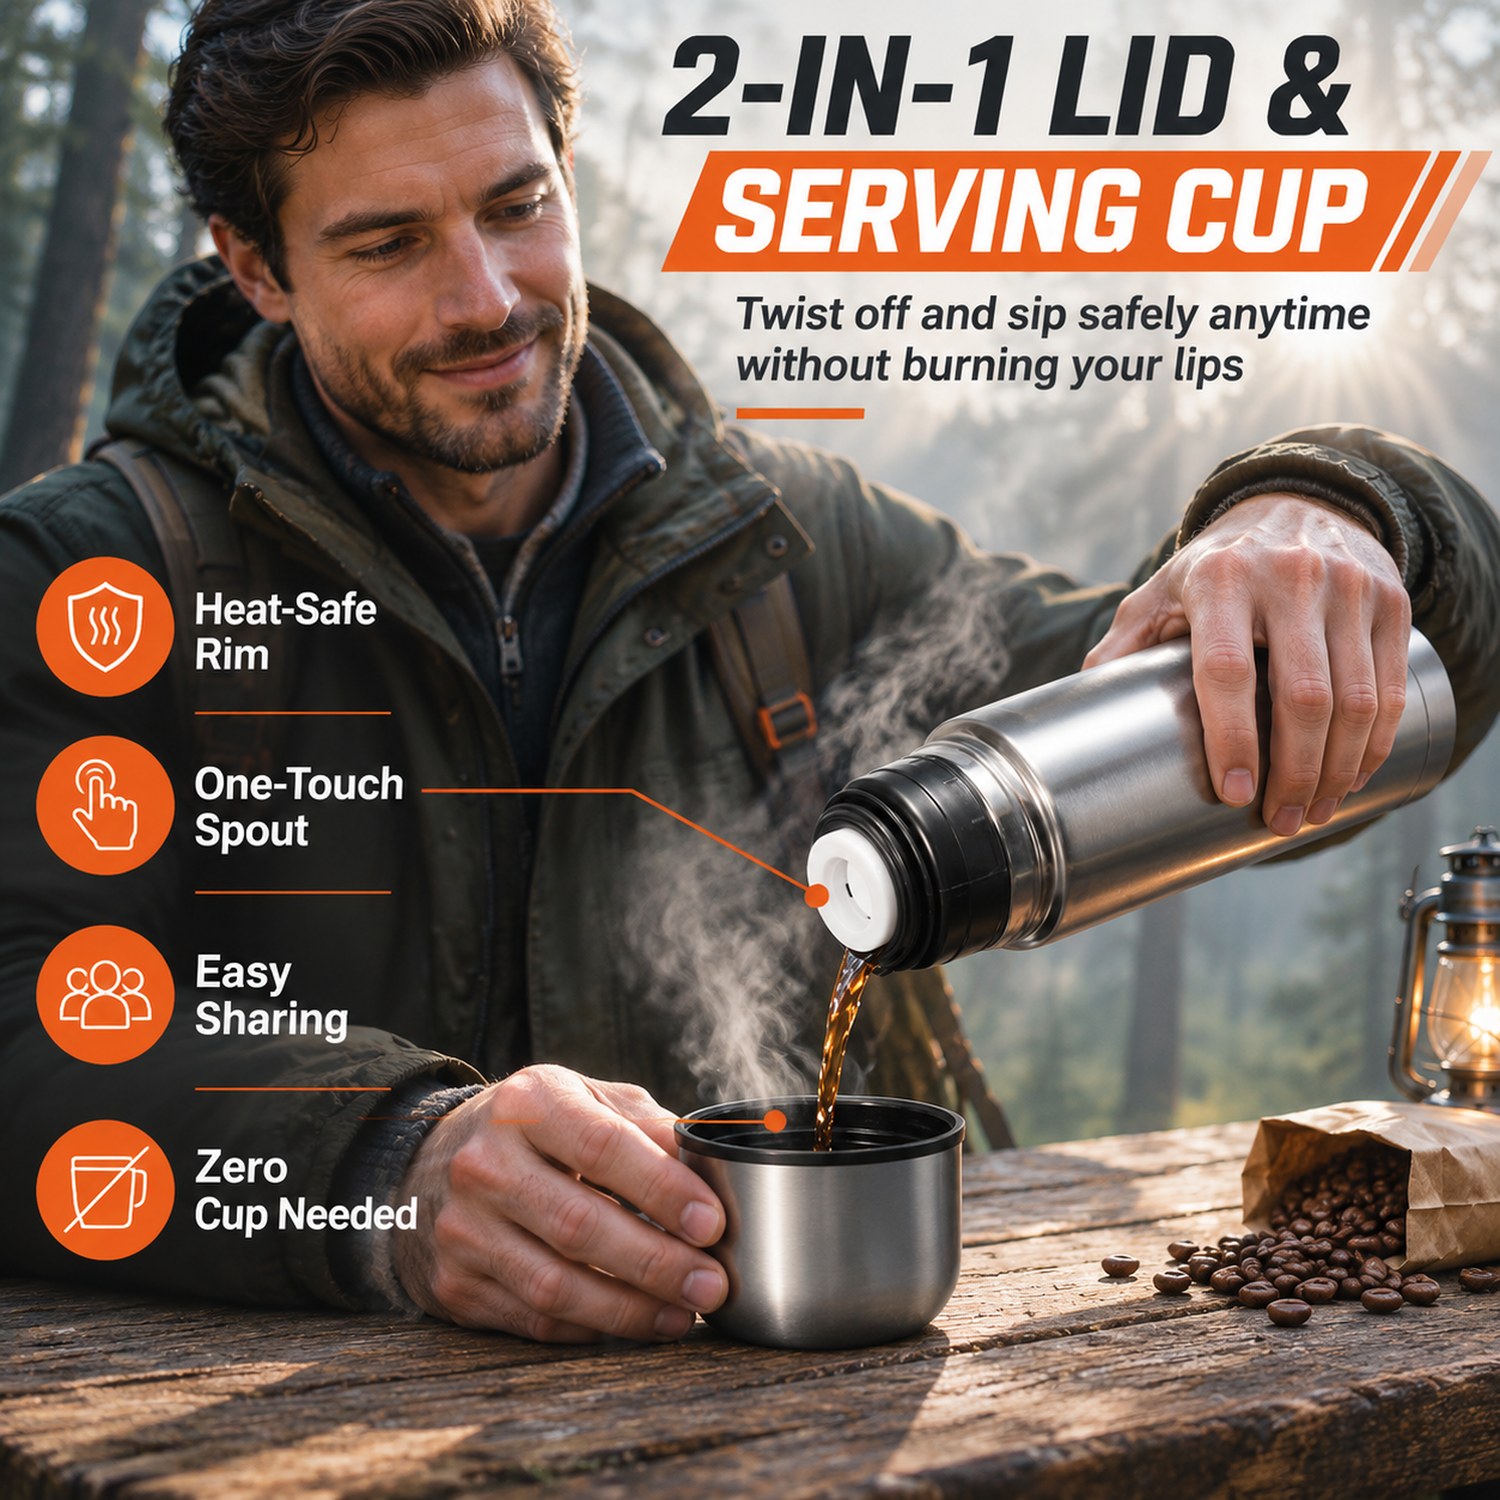 2-IN-1 LID &
SERVING CUP
Twist off and sip safely anytime
without burning your lips
Heat-Safe
Rim
One-Touch
Spout
Easy
Sharing
Zero
Cup Needed